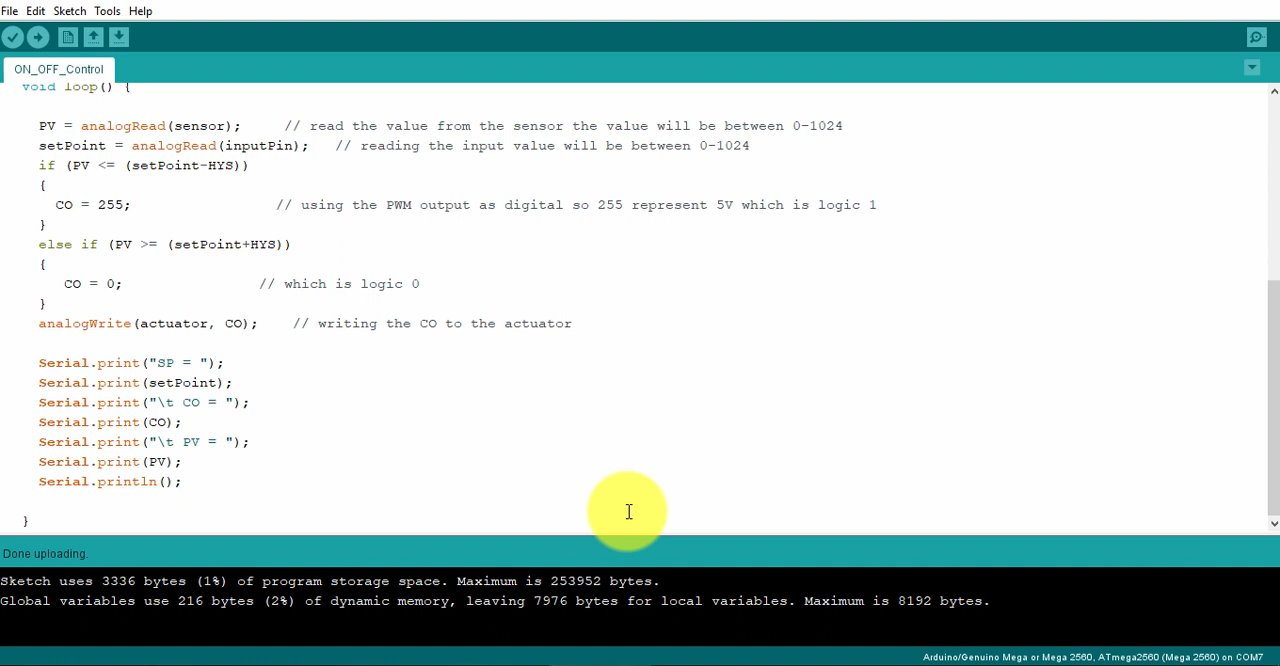 File Edit Sketch Tools Help
ON_OFF_Control
void loop() {
PV = analogRead(sensor); // read the value from the sensor the value will be between 0-1024
setPoint = analogRead(inputPin); // reading the input value will be between 0-1024
if (PV <= (setPoint-HYS))
{
CO = 255; // using the PWM output as digital so 255 represent 5V which is logic 1
}
else if (PV >= (setPoint+HYS))
{
CO = 0; // which is logic 0
}
analogWrite(actuator, CO); // writing the CO to the actuator
Serial.print("SP = ");
Serial.print(setPoint);
Serial.print("\t CO = ");
Serial.print(CO);
Serial.print("\t PV = ");
Serial.print(PV);
Serial.println();
}
Done uploading.
Sketch uses 3336 bytes (1%) of program storage space. Maximum is 253952 bytes.
Global variables use 216 bytes (2%) of dynamic memory, leaving 7976 bytes for local variables. Maximum is 8192 bytes.
Arduino/Genuino Mega or Mega 2560, ATmega2560 (Mega 2560) on COM7